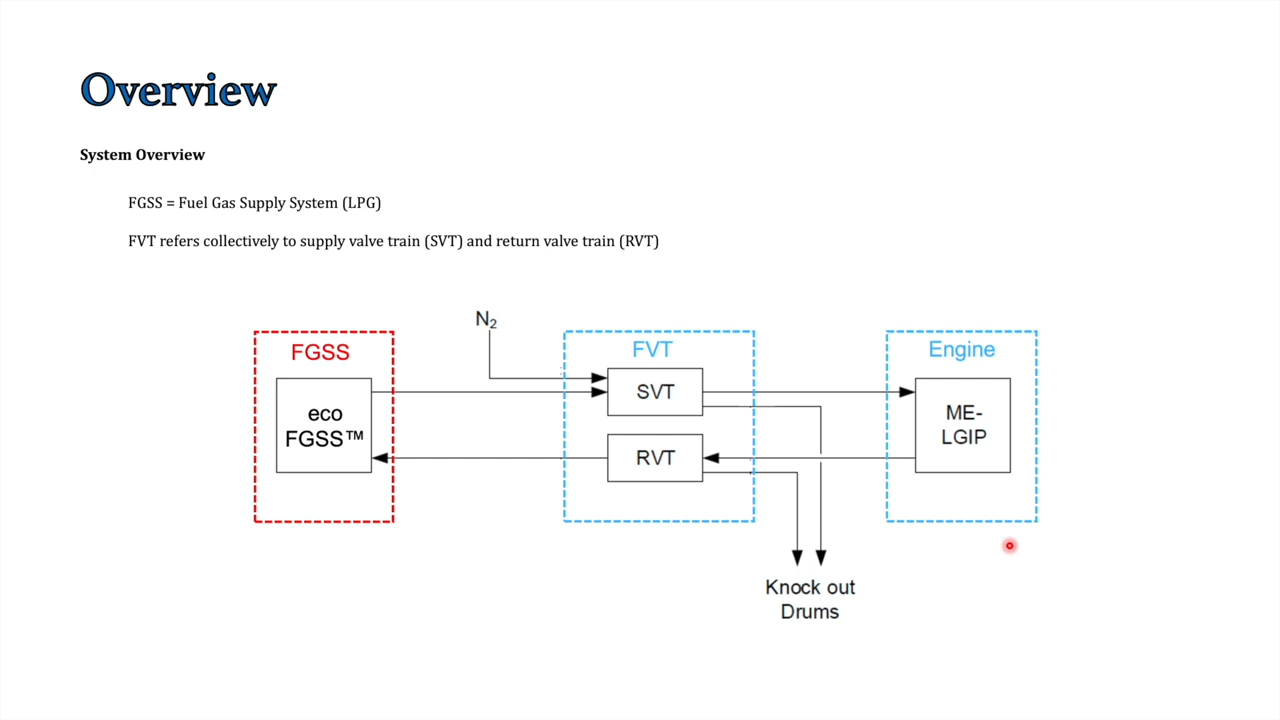 Overview
System Overview
FGSS = Fuel Gas Supply System (LPG)
FVT refers collectively to supply valve train (SVT) and return valve train (RVT)
N₂
FGSS
FVT
Engine
eco
FGSS™
SVT
ME-
LGIP
RVT
Knock out
Drums